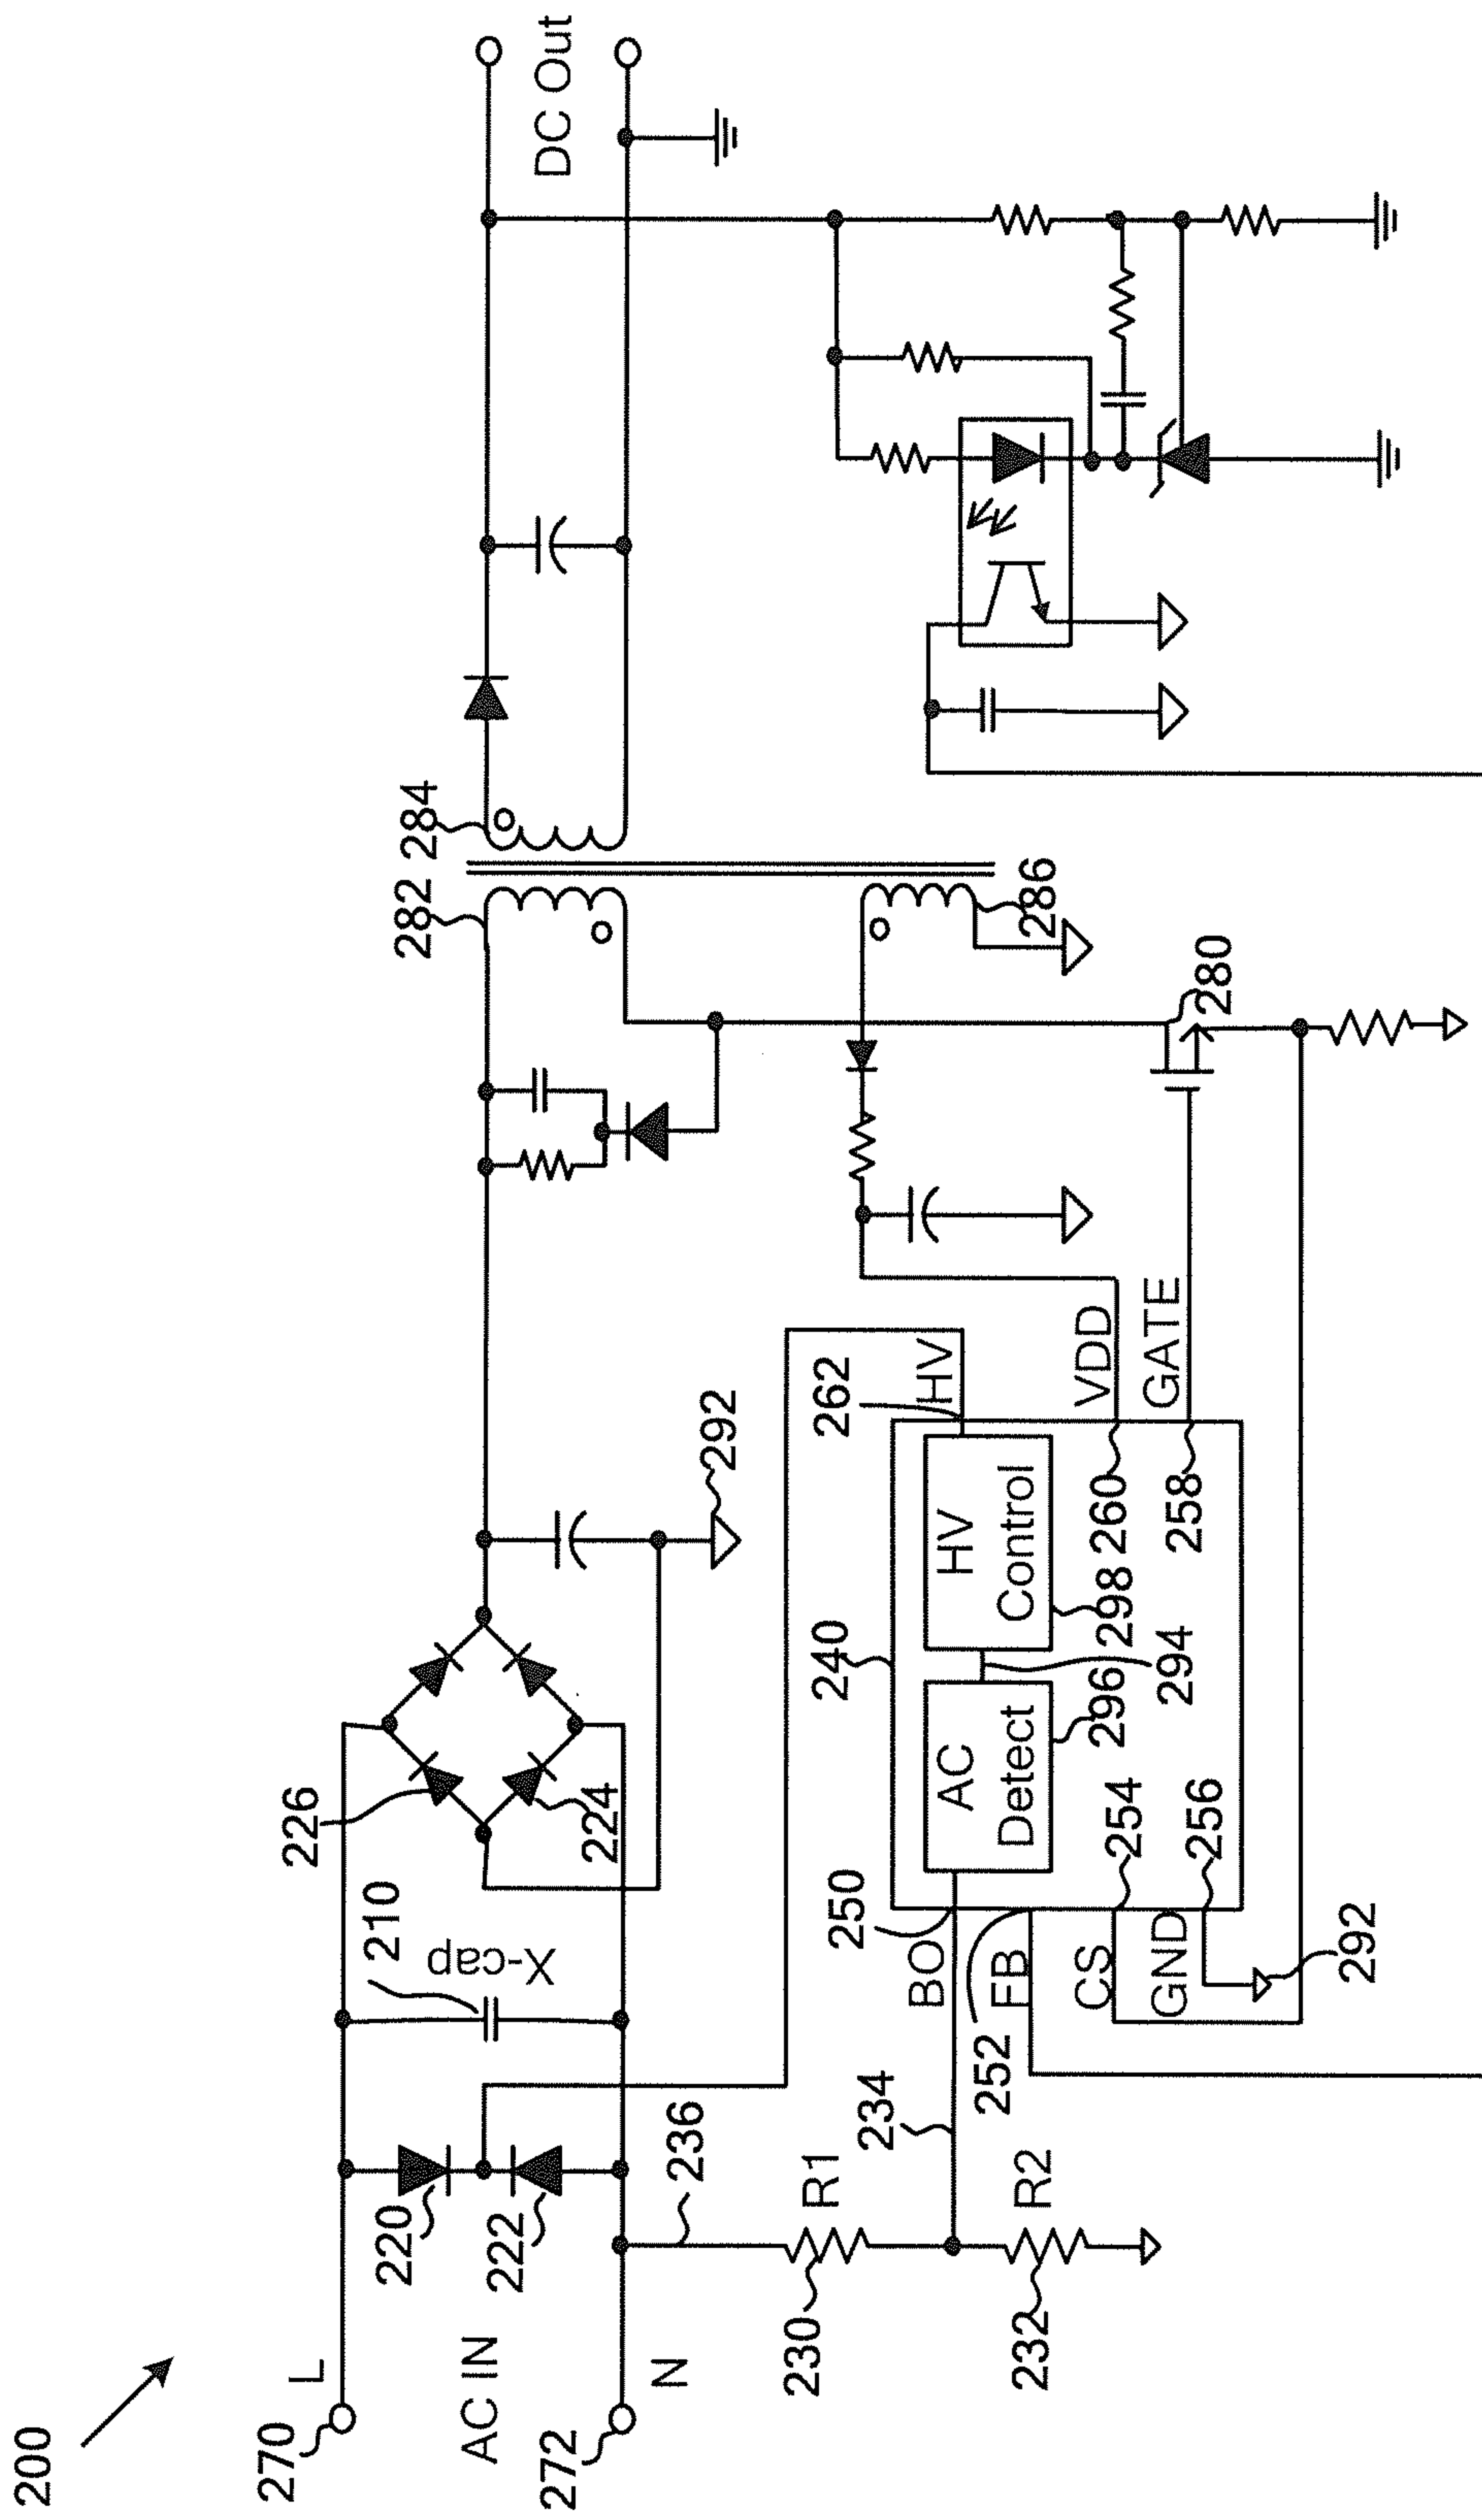 200
270
L
AC IN
272
N
220
222
236
230
R1
232
R2
234
210
X-cap
226
224
292
282
284
DC Out
286
280
240
250
BO
252
FB
CS
254
GND
256
292
AC
Detect
296
294
HV
Control
298
262
HV
VDD
260
GATE
258